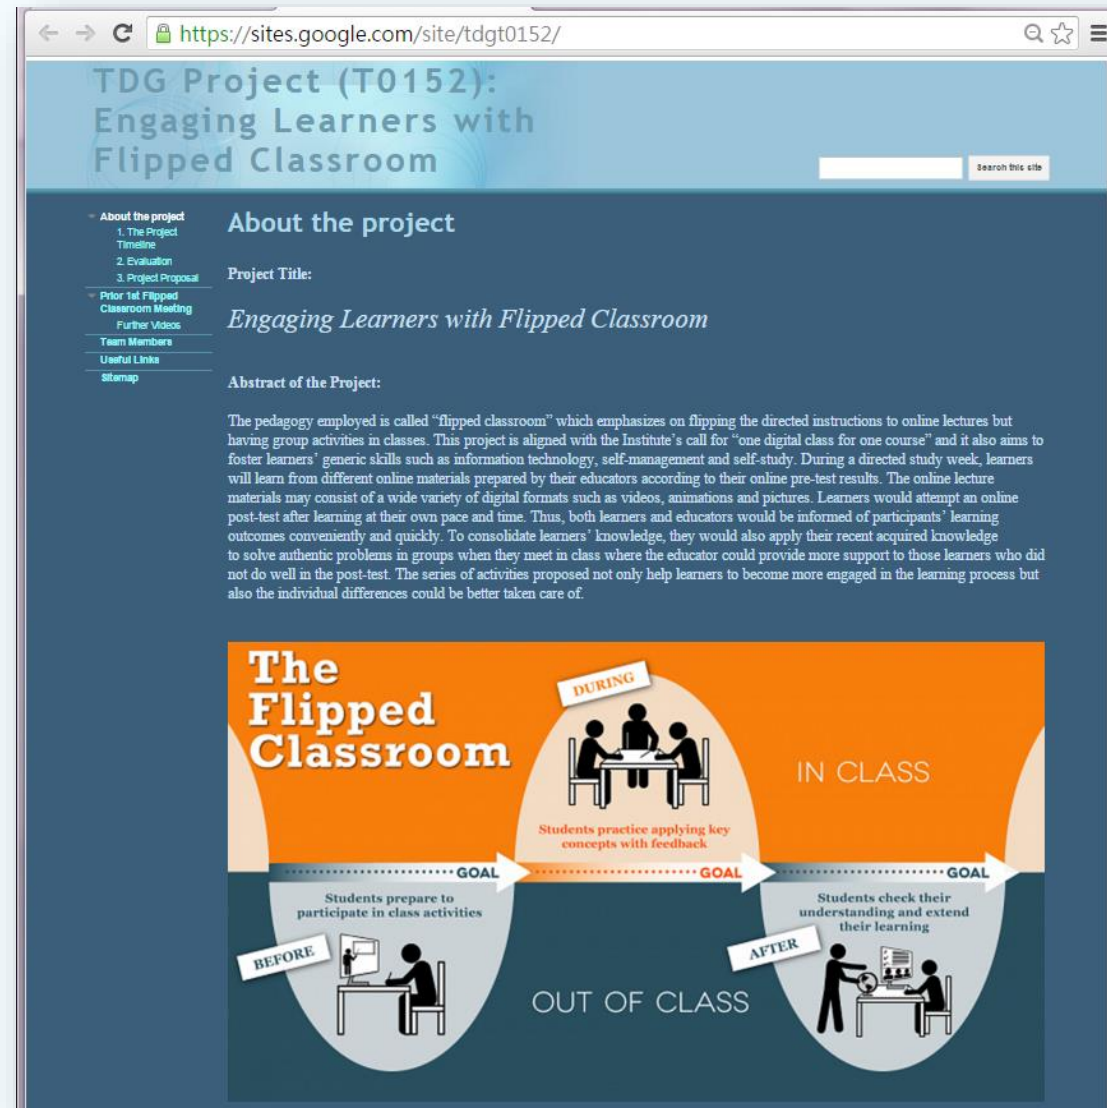 https://sites.google.com/site/tdgt0152/
TDG Project (T0152):
Engaging Learners with
Flipped Classroom
Search this site
About the project
1. The Project
Timeline
2. Evaluation
3. Project Proposal
Prior 1st Flipped
Classroom Meeting
Further Videos
Team Members
Useful Links
Sitemap
About the project
Project Title:
Engaging Learners with Flipped Classroom
Abstract of the Project:
The pedagogy employed is called “flipped classroom” which emphasizes on flipping the directed instructions to online lectures but
having group activities in classes. This project is aligned with the Institute’s call for “one digital class for one course” and it also aims to
foster learners’ generic skills such as information technology, self-management and self-study. During a directed study week, learners
will learn from different online materials prepared by their educators according to their online pre-test results. The online lecture
materials may consist of a wide variety of digital formats such as videos, animations and pictures. Learners would attempt an online
post-test after learning at their own pace and time. Thus, both learners and educators would be informed of participants’ learning
outcomes conveniently and quickly. To consolidate learners’ knowledge, they would also apply their recent acquired knowledge
to solve authentic problems in groups when they meet in class where the educator could provide more support to those learners who did
not do well in the post-test. The series of activities proposed not only help learners to become more engaged in the learning process but
also the individual differences could be better taken care of.
The
Flipped
Classroom
DURING
IN CLASS
Students practice applying key
concepts with feedback
GOAL
GOAL
GOAL
Students prepare to
participate in class activities
BEFORE
OUT OF CLASS
Students check their
understanding and extend
their learning
AFTER